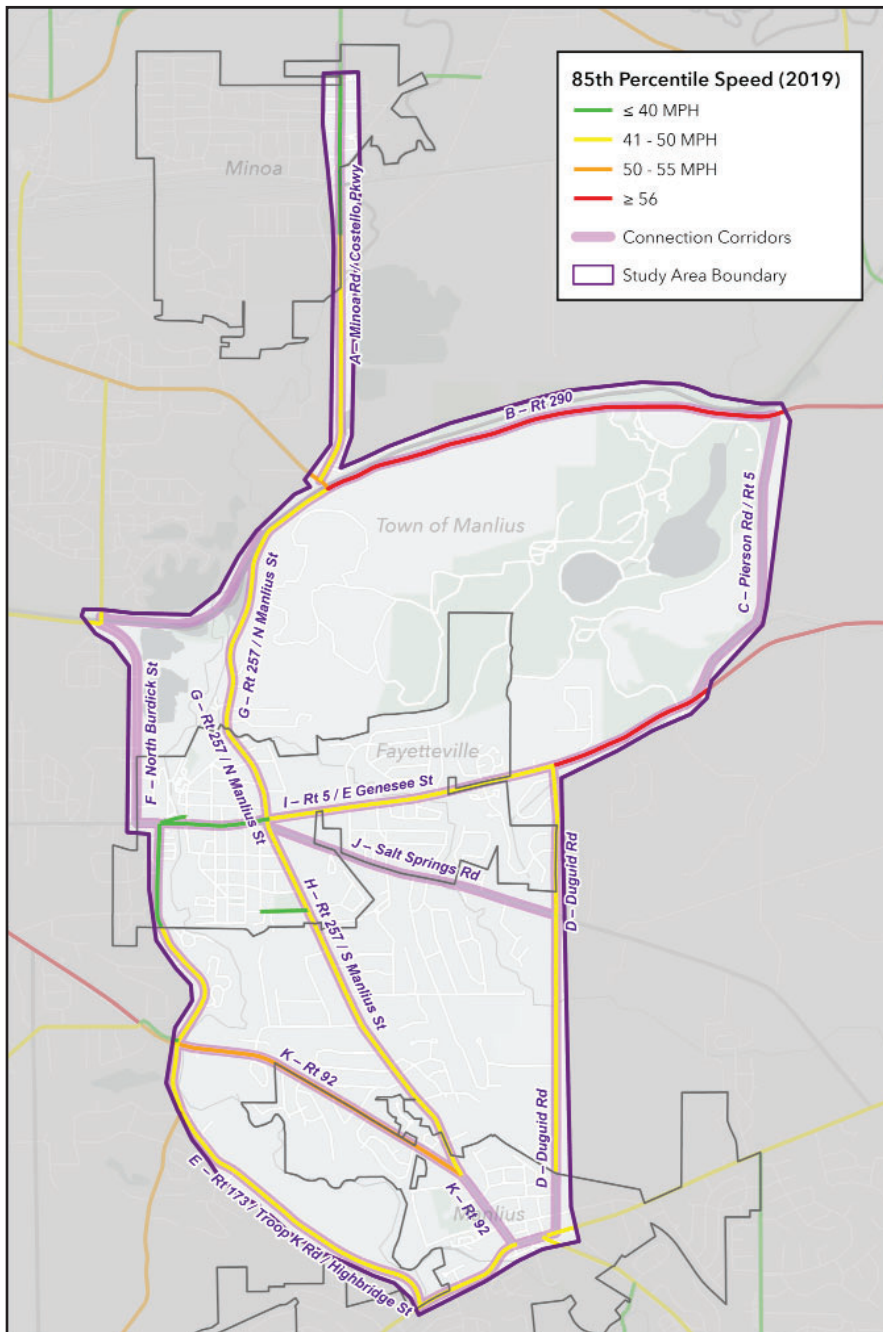 85th Percentile Speed (2019)
≤ 40 MPH
41 - 50 MPH
50 - 55 MPH
≥ 56
Connection Corridors
Study Area Boundary
Minoa
A – Minoa Rd / Costello Pkwy
B – Rt 290
Town of Manlius
C – Pierson Rd / Rt 5
G – Rt 257 / N Manlius St
F – North Burdick St
G – Rt 257 / N Manlius St
Fayetteville
I – Rt 5 / E Genesee St
J – Salt Springs Rd
D – Duguid Rd
H – Rt 257 / S Manlius St
K – Rt 92
D – Duguid Rd
E – Rt 173 / Troop K Rd / Highbridge St
K – Rt 92
Manlius